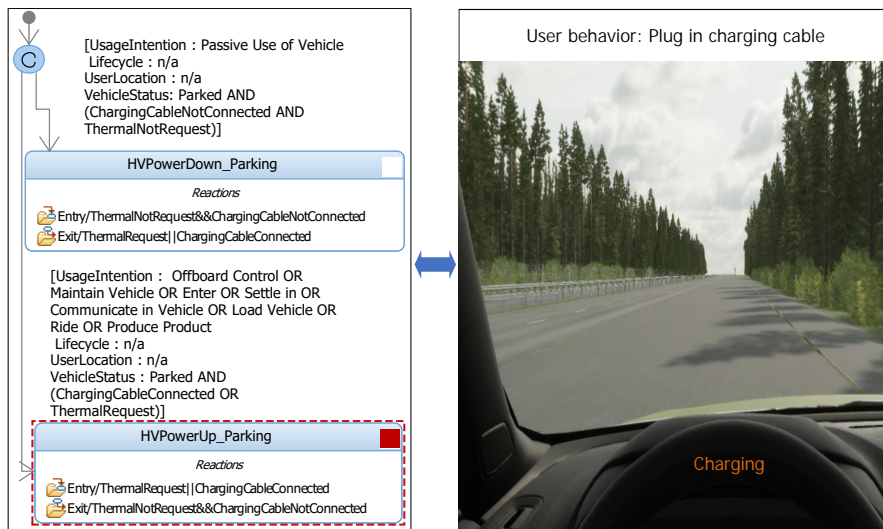 C
[UsageIntention : Passive Use of Vehicle
Lifecycle : n/a
UserLocation : n/a
VehicleStatus: Parked AND
(ChargingCableNotConnected AND
ThermalNotRequest)]
HVPowerDown_Parking
Reactions
Entry/ThermalNotRequest&&ChargingCableNotConnected
Exit/ThermalRequest||ChargingCableConnected
[UsageIntention : Offboard Control OR
Maintain Vehicle OR Enter OR Settle in OR
Communicate in Vehicle OR Load Vehicle OR
Ride OR Produce Product
Lifecycle : n/a
UserLocation : n/a
VehicleStatus : Parked AND
(ChargingCableConnected OR
ThermalRequest)]
HVPowerUp_Parking
Reactions
Entry/ThermalRequest||ChargingCableConnected
Exit/ThermalNotRequest&&ChargingCableNotConnected
User behavior: Plug in charging cable
Charging